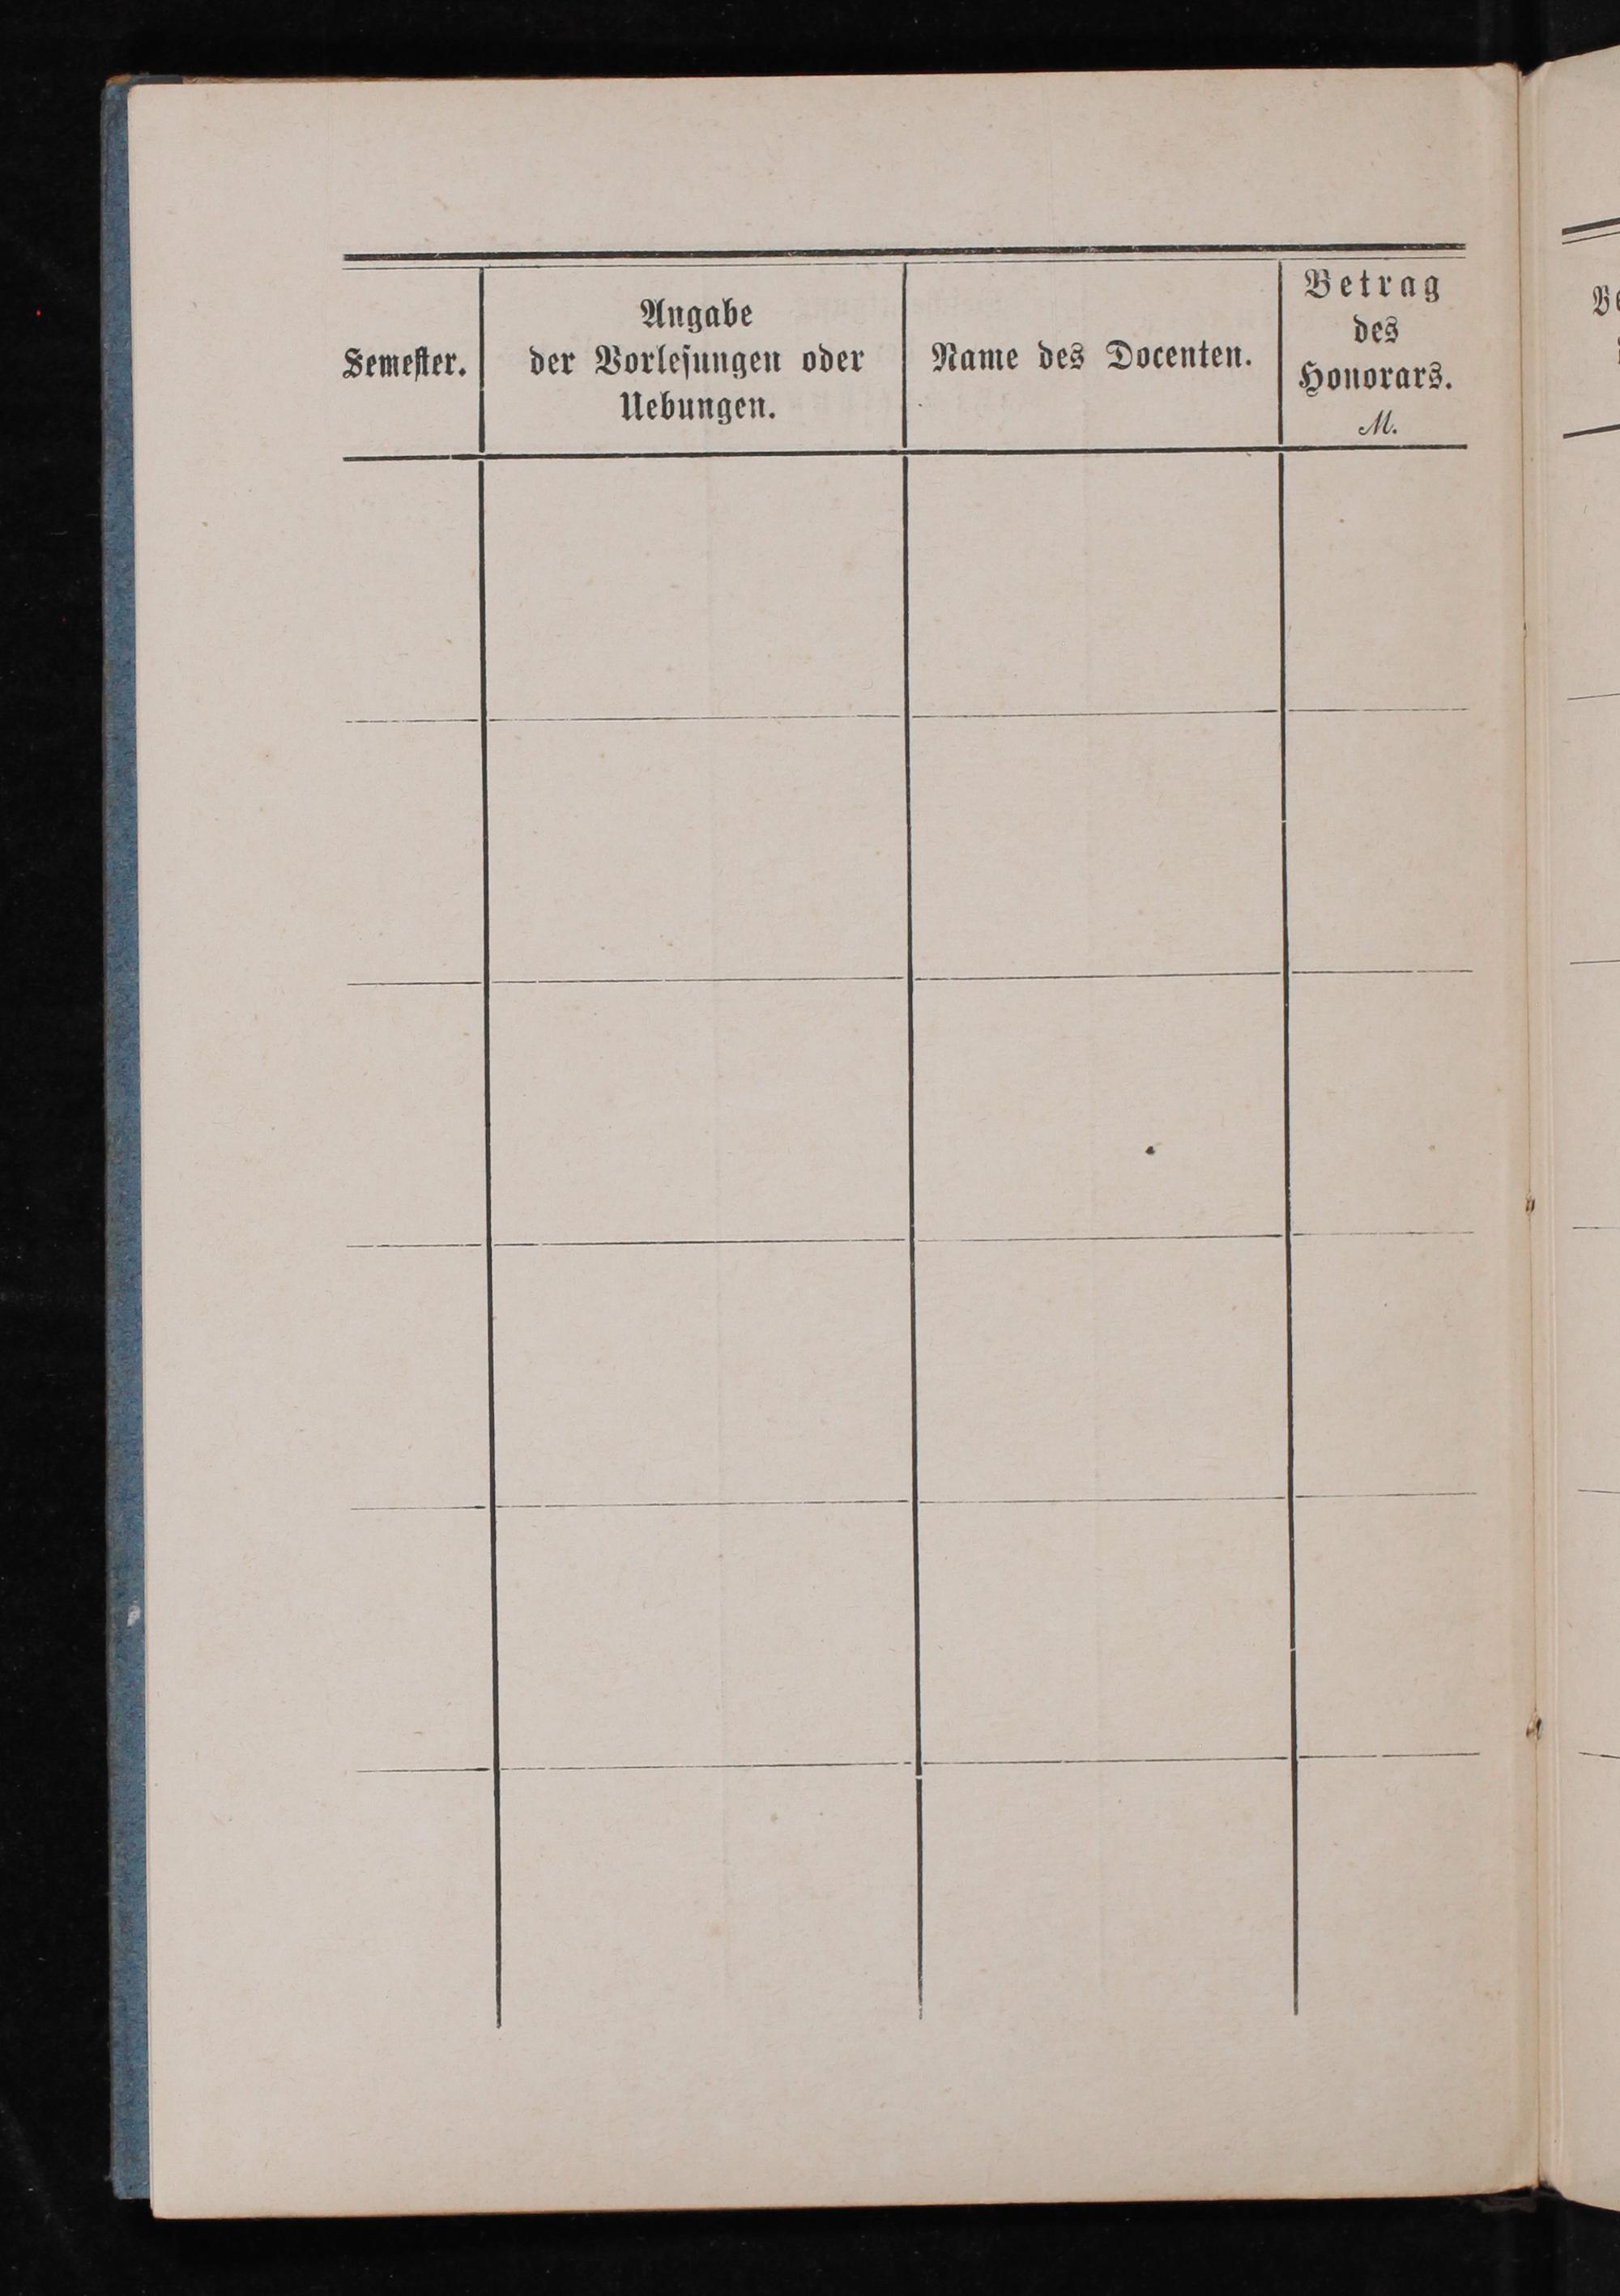 Semeſter.
Angabe
der Vorleſungen oder
Uebungen.
Name des Docenten.
Betrag
des
Honorars.
M.